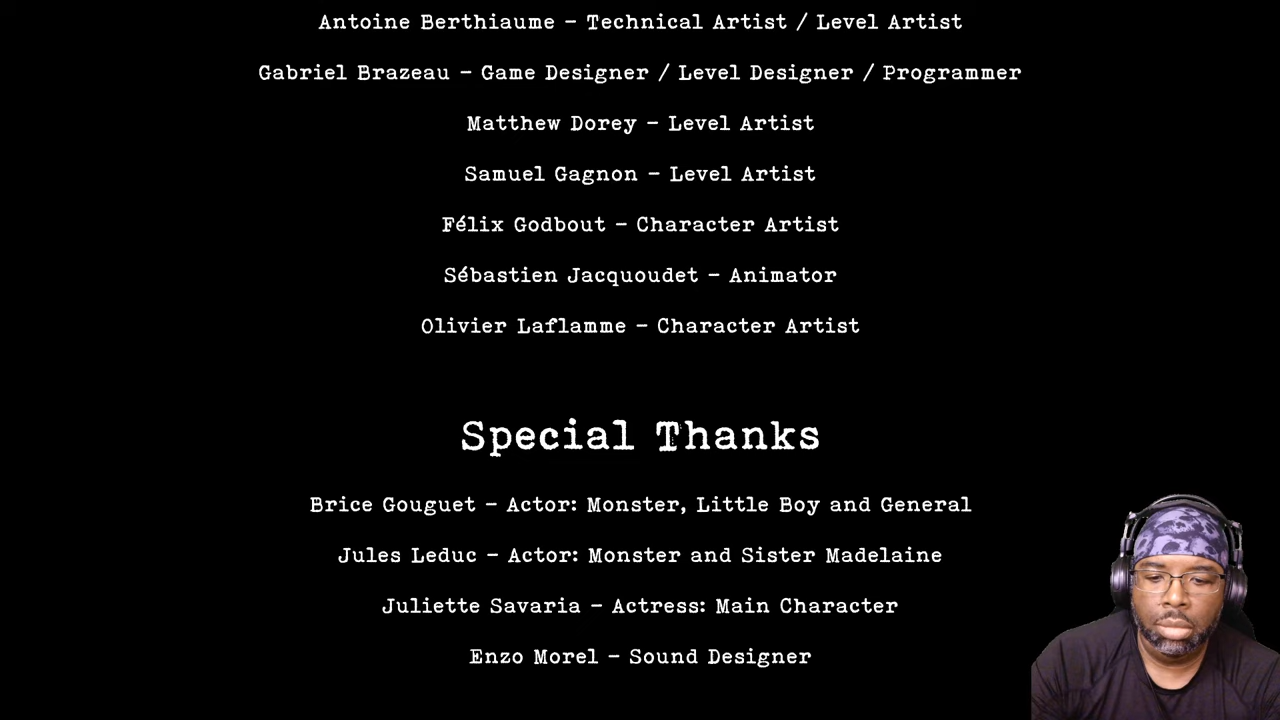 Antoine Berthiaume - Technical Artist / Level Artist
Gabriel Brazeau - Game Designer / Level Designer / Programmer
Matthew Dorey - Level Artist
Samuel Gagnon - Level Artist
Félix Godbout - Character Artist
Sébastien Jacquoudet - Animator
Olivier Laflamme - Character Artist
Special Thanks
Brice Gouguet - Actor: Monster, Little Boy and General
Jules Leduc - Actor: Monster and Sister Madelaine
Juliette Savaria - Actress: Main Character
Enzo Morel - Sound Designer